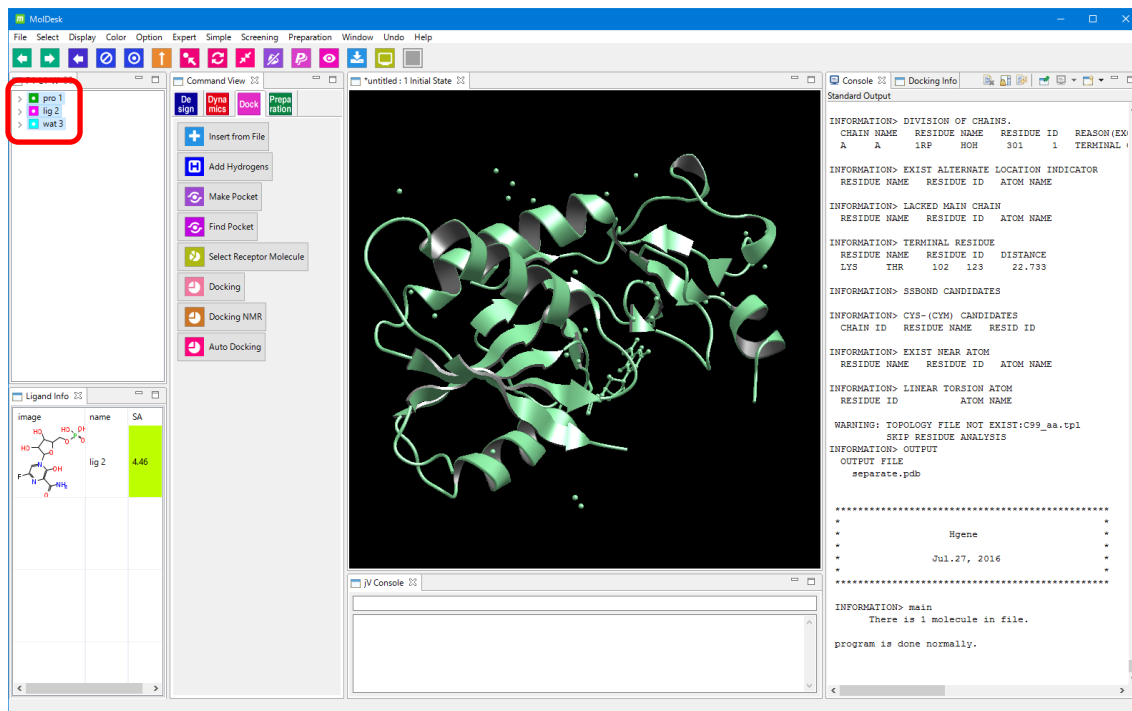 MolDesk
File Select Display Color Option Expert Simple Screening Preparation Window Undo Help
pro 1
lig 2
wat 3
Ligand Info
image name SA
HO
HO
P
OH
O
HO
O
O
N
OH
F
N
NH₂
O
lig 2
4.46
Command View
De
sign
Dyna
mics
Dock
Prepa
ration
Insert from File
Add Hydrogens
Make Pocket
Find Pocket
Select Receptor Molecule
Docking
Docking NMR
Auto Docking
*untitled : 1 Initial State
jV Console
Console
Docking Info
Standard Output
INFORMATION> DIVISION OF CHAINS.
CHAIN NAME RESIDUE NAME RESIDUE ID REASON(EX
A A 1RP HOH 301 1 TERMINAL
INFORMATION> EXIST ALTERNATE LOCATION INDICATOR
RESIDUE NAME RESIDUE ID ATOM NAME
INFORMATION> LACKED MAIN CHAIN
RESIDUE NAME RESIDUE ID ATOM NAME
INFORMATION> TERMINAL RESIDUE
RESIDUE NAME RESIDUE ID DISTANCE
LYS THR 102 123 22.733
INFORMATION> SSBOND CANDIDATES
INFORMATION> CYS-(CYM) CANDIDATES
CHAIN ID RESIDUE NAME RESID ID
INFORMATION> EXIST NEAR ATOM
RESIDUE NAME RESIDUE ID ATOM NAME
INFORMATION> LINEAR TORSION ATOM
RESIDUE ID ATOM NAME
WARNING: TOPOLOGY FILE NOT EXIST:C99_aa.tpl
SKIP RESIDUE ANALYSIS
INFORMATION> OUTPUT
OUTPUT FILE
separate.pdb
***********************************************
* *
* Hgene *
* *
* Jul.27, 2016 *
* *
***********************************************
INFORMATION> main
There is 1 molecule in file.
program is done normally.